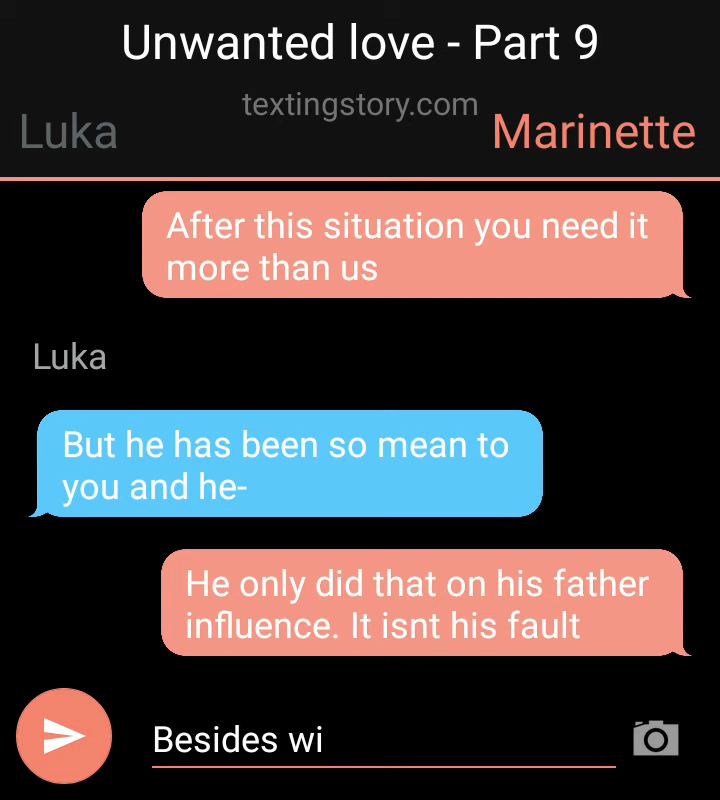 Unwanted love - Part 9
textingstory.com
Luka
Marinette
After this situation you need it
more than us
Luka
But he has been so mean to
you and he-
He only did that on his father
influence. It isnt his fault
Besides wi